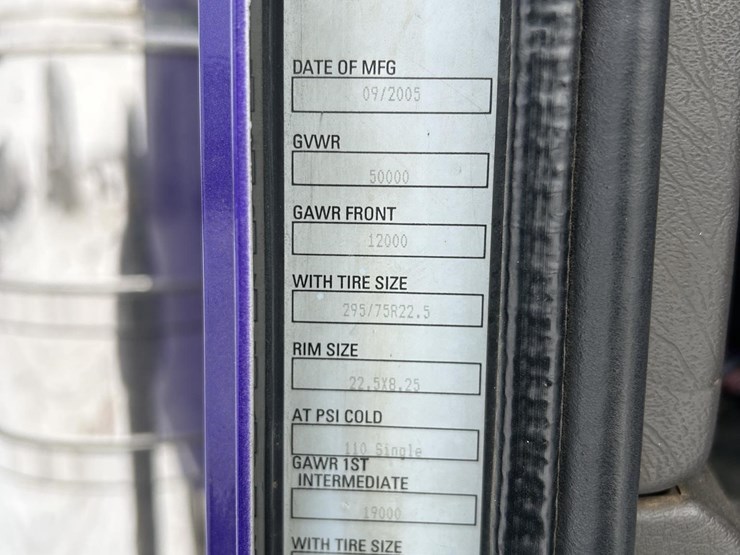 DATE OF MFG
09/2005
GVWR
50000
GAWR FRONT
12000
WITH TIRE SIZE
295/75R22.5
RIM SIZE
22.5X8.25
AT PSI COLD
110 Single
GAWR 1ST
INTERMEDIATE
19000
WITH TIRE SIZE